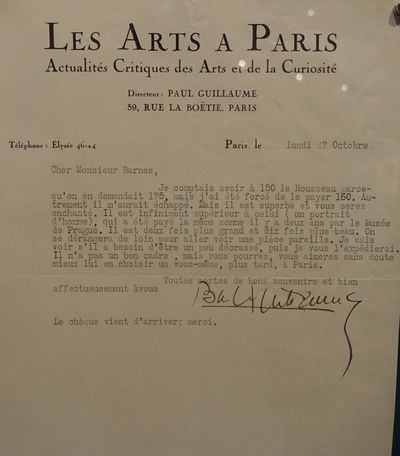 LES ARTS A PARIS
Actualités Critiques des Arts et de la Curiosité
Directeur: PAUL GUILLAUME
59, RUE LA BOËTIE, PARIS
Téléphone: Élysée 46-24 Paris, le lundi 27 Octobre
Cher Monsieur Barnes,
Je comptais avoir à 150 le Rousseau parce-
qu'on en demandait 175, mais j'ai été forcé de le payer 160, Au-
trement il m'aurait échappé. Mais il est superbe et vous serez
enchanté. Il est infiniment supérieur à celui ( un portrait
d'homme), qui a été payé la même somme il y a deux ans par le Musée
de Prague. Il est deux fois plus grand et dix fois plus beau. On
se dérangera de loin pour aller voir une pièce pareille. Je vais
voir s'il a besoin d'être un peu décrassé, puis je vous l'expédierai.
Il n'a pas un bon cadre , mais vous pourrez, vous aimerez sans doute
mieux lui en choisir un vous-même, plus tard, à Paris.
Toutes sortes de bons souvenirs et bien
affectueusement àvous
Paul Guillaume
Le chèque vient d'arriver; merci.